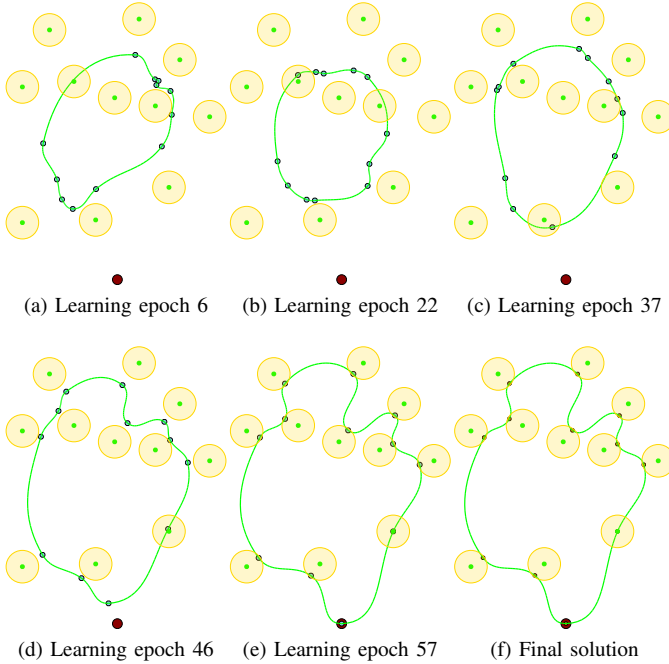 (a) Learning epoch 6
(b) Learning epoch 22
(c) Learning epoch 37
(d) Learning epoch 46
(e) Learning epoch 57
(f) Final solution